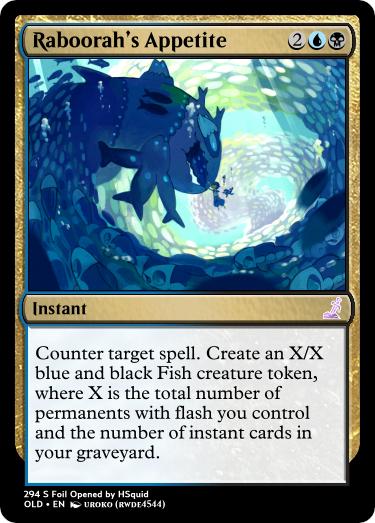 Raboorah's Appetite 2
Instant
Counter target spell. Create an X/X
blue and black Fish creature token,
where X is the total number of
permanents with flash you control
and the number of instant cards in
your graveyard.
294 S Foil Opened by HSquid
OLD • EN UROKO (RWDE4544)